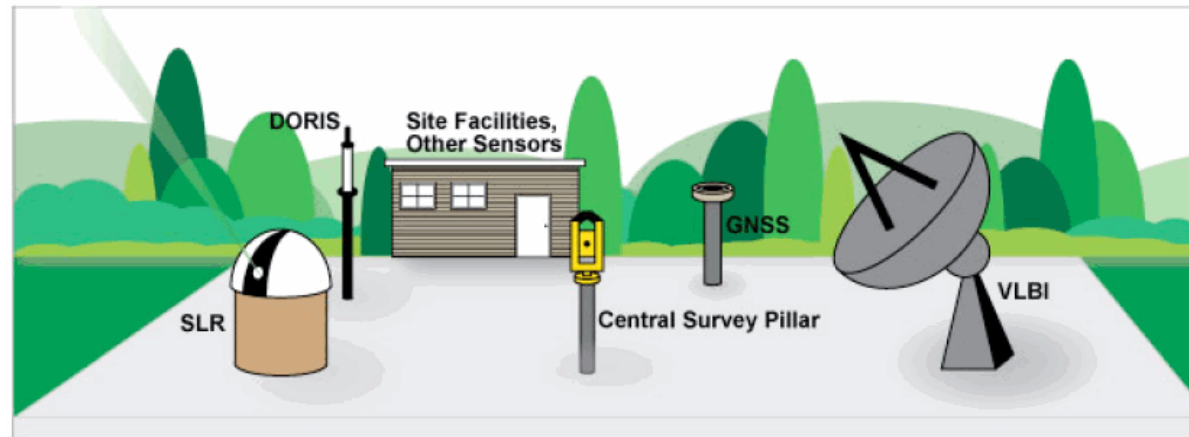 DORIS
Site Facilities,
Other Sensors
GNSS
VLBI
SLR
Central Survey Pillar